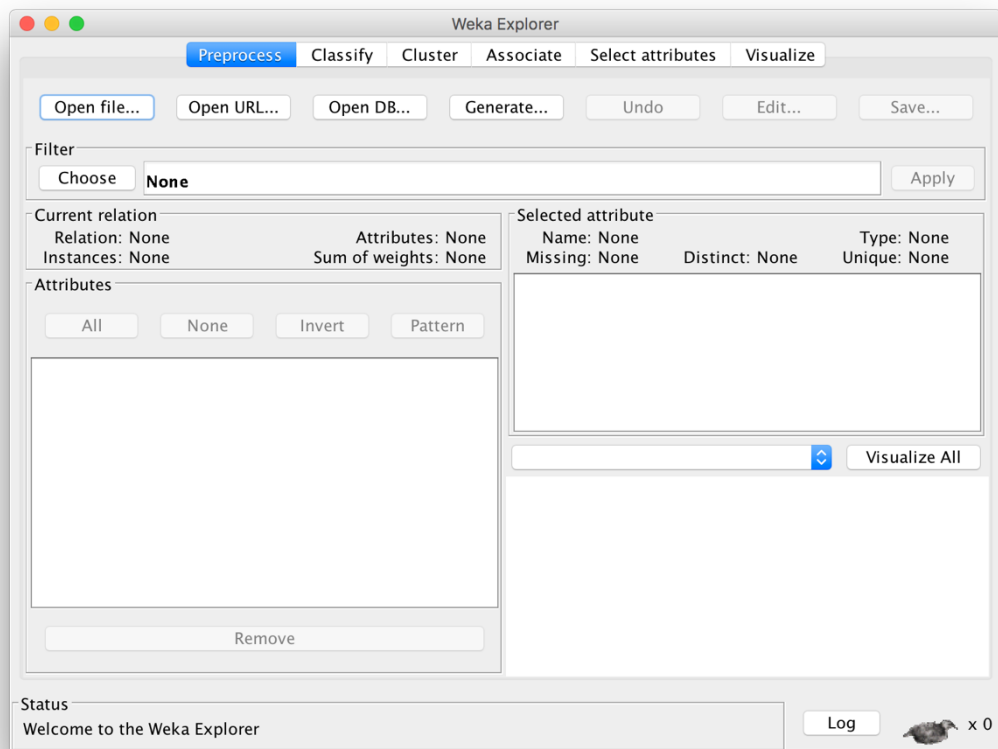 Weka Explorer
Preprocess Classify Cluster Associate Select attributes Visualize
Open file... Open URL... Open DB... Generate... Undo Edit... Save...
Filter
Choose None Apply
Current relation
Relation: None Attributes: None
Instances: None Sum of weights: None
Selected attribute
Name: None Type: None
Missing: None Distinct: None Unique: None
Attributes
All None Invert Pattern
Visualize All
Remove
Status
Welcome to the Weka Explorer
Log x 0